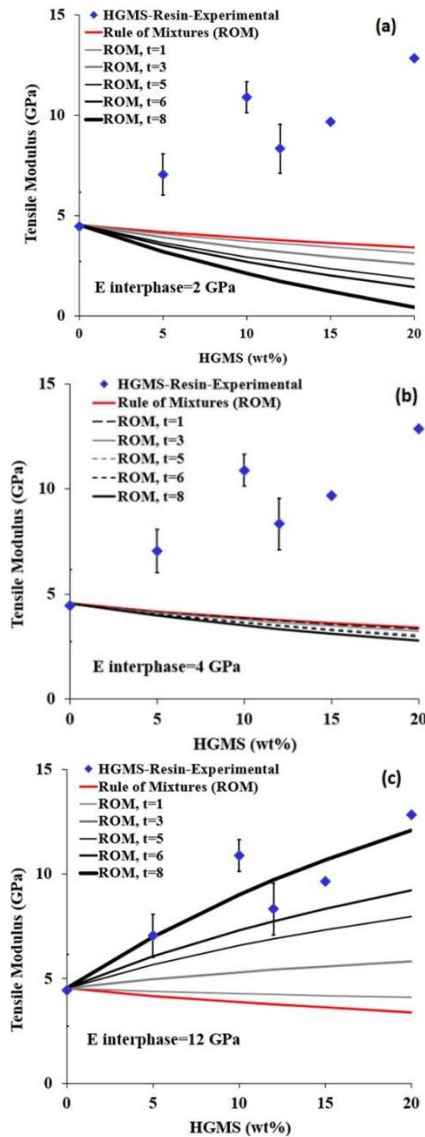 15
(a)
HGMS-Resin-Experimental
Rule of Mixtures (ROM)
ROM, t=1
ROM, t=3
ROM, t=5
ROM, t=6
ROM, t=8
10
5
0
Tensile Modulus (GPa)
E interphase=2 GPa
0 5 10 15 20
HGMS (wt%)
15
(b)
HGMS-Resin-Experimental
Rule of Mixtures (ROM)
ROM, t=1
ROM, t=3
ROM, t=5
ROM, t=6
ROM, t=8
10
5
0
Tensile Modulus (GPa)
E interphase=4 GPa
0 5 10 15 20
HGMS (wt%)
15
(c)
HGMS-Resin-Experimental
Rule of Mixtures (ROM)
ROM, t=1
ROM, t=3
ROM, t=5
ROM, t=6
ROM, t=8
10
5
0
Tensile Modulus (GPa)
E interphase=12 GPa
0 5 10 15 20
HGMS (wt%)